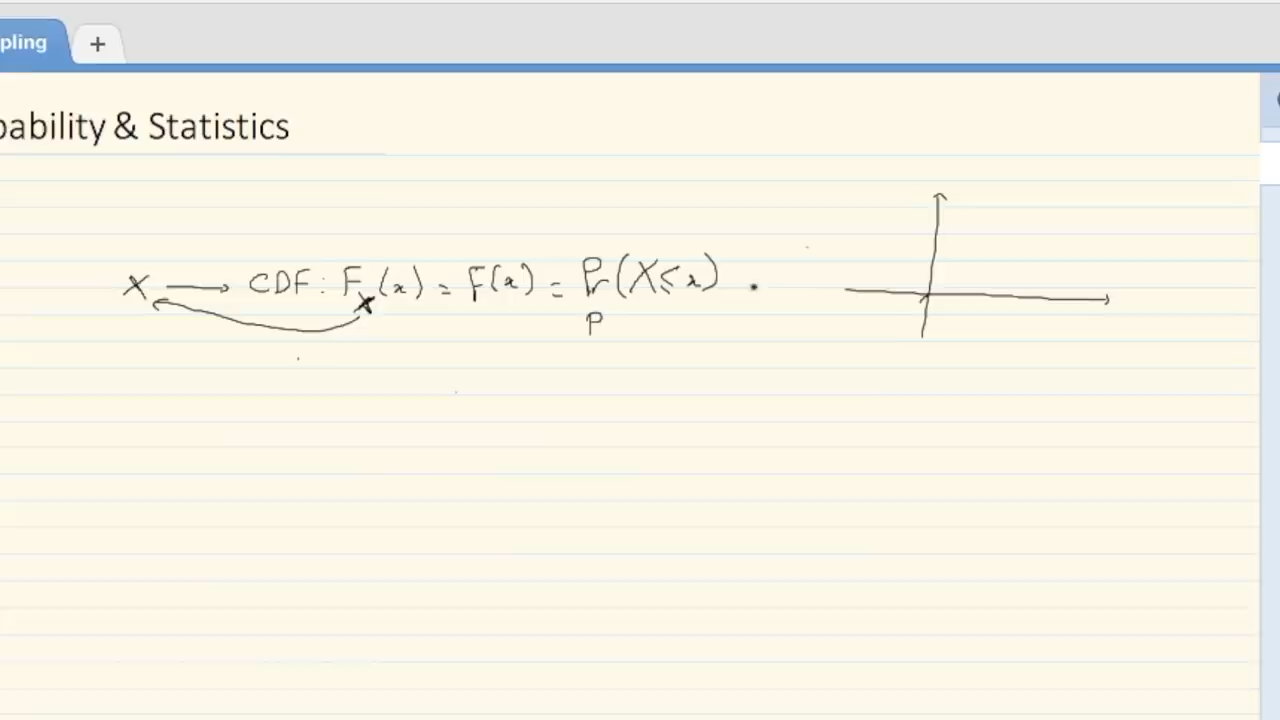 pling +
bability & Statistics
X → CDF: F_X(x) = F(x) = Pr(X≤x)
P